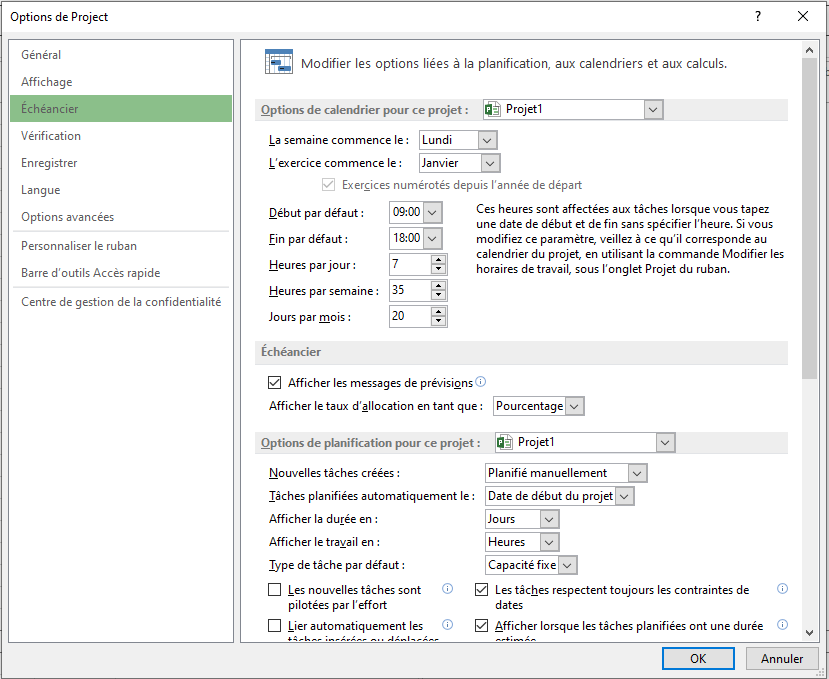 Options de Project
?
Général
Affichage
Échéancier
Vérification
Enregistrer
Langue
Options avancées
Personnaliser le ruban
Barre d'outils Accès rapide
Centre de gestion de la confidentialité
Modifier les options liées à la planification, aux calendriers et aux calculs.
Options de calendrier pour ce projet : Projet1
La semaine commence le : Lundi
L'exercice commence le : Janvier
Exercices numérotés depuis l'année de départ
Début par défaut : 09:00
Fin par défaut : 18:00
Heures par jour : 7
Heures par semaine : 35
Jours par mois : 20
Ces heures sont affectées aux tâches lorsque vous tapez
une date de début et de fin sans spécifier l'heure. Si vous
modifiez ce paramètre, veillez à ce qu'il corresponde au
calendrier du projet, en utilisant la commande Modifier les
horaires de travail, sous l'onglet Projet du ruban.
Échéancier
Afficher les messages de prévisions
Afficher le taux d'allocation en tant que : Pourcentage
Options de planification pour ce projet : Projet1
Nouvelles tâches créées : Planifié manuellement
Tâches planifiées automatiquement le : Date de début du projet
Afficher la durée en : Jours
Afficher le travail en : Heures
Type de tâche par défaut : Capacité fixe
Les nouvelles tâches sont
pilotées par l'effort
Les tâches respectent toujours les contraintes de
dates
Lier automatiquement les
tâches insérées ou déplacées
Afficher lorsque les tâches planifiées ont une durée
estimée
OK
Annuler